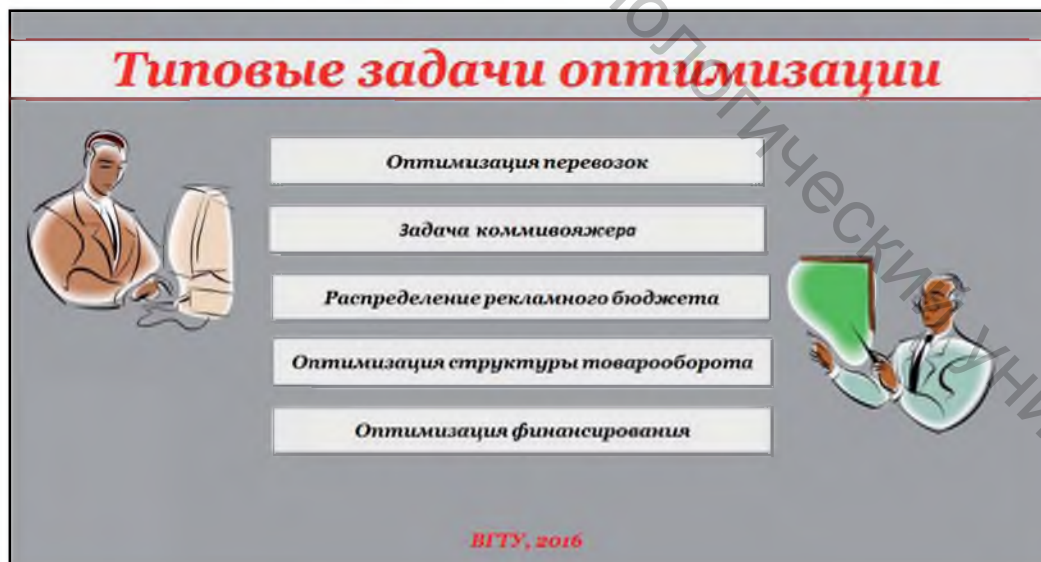 Типовые задачи оптимизации
Оптимизация перевозок
Задача коммивояжера
Распределение рекламного бюджета
Оптимизация структуры товарооборота
Оптимизация финансирования
ВГТУ, 2016